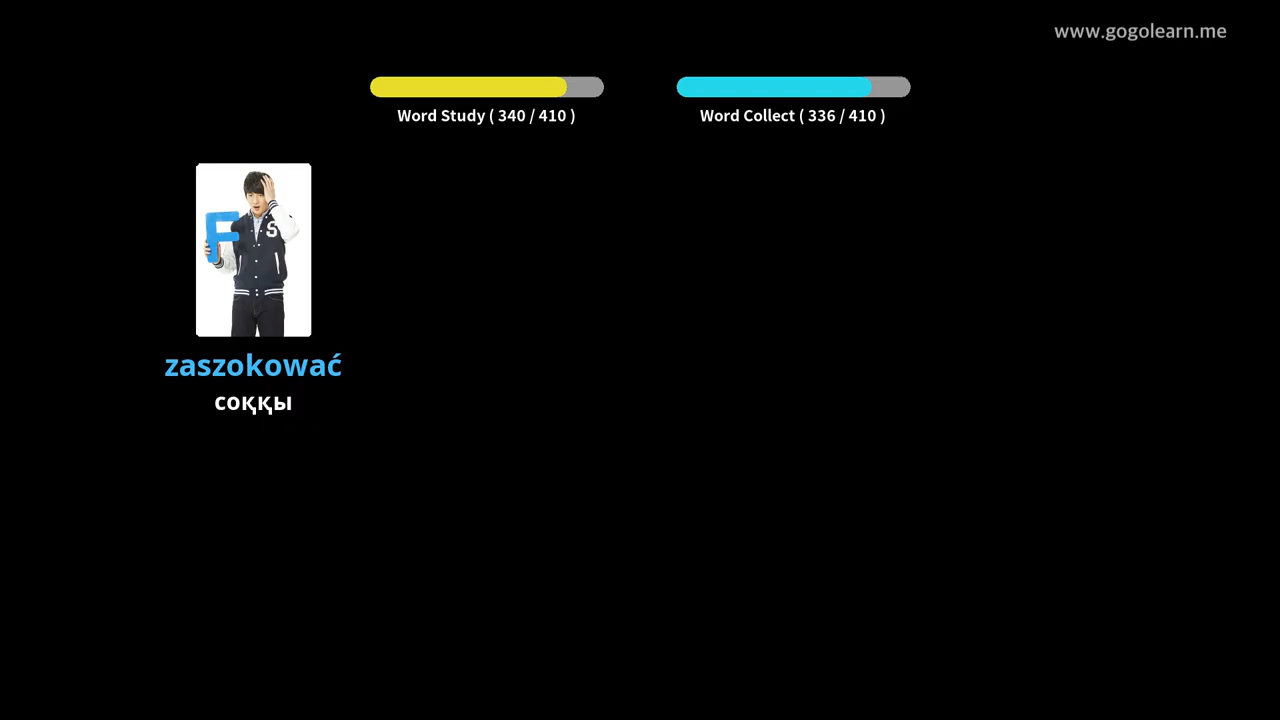 www.gogolearn.me
Word Study ( 340 / 410 )
Word Collect ( 336 / 410 )
F
S
zaszokować
соққы